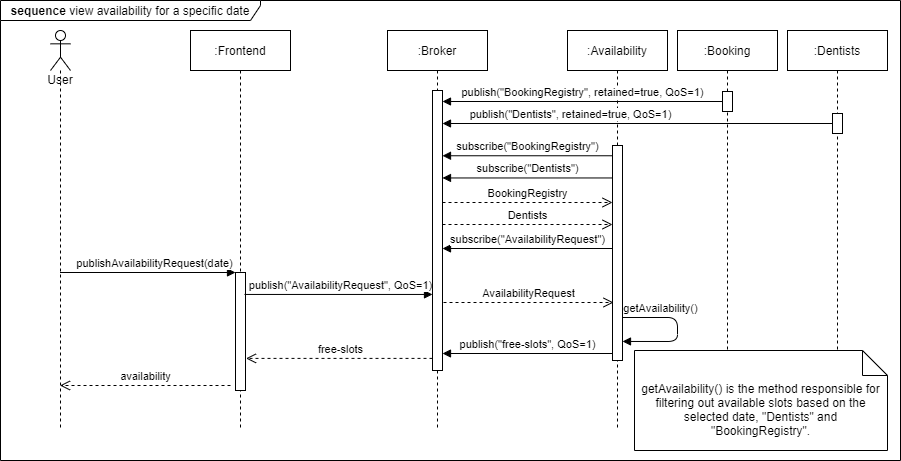 sequence view availability for a specific date
:Frontend
:Broker
:Availability
:Booking
:Dentists
User
publish("BookingRegistry", retained=true, QoS=1)
publish("Dentists", retained=true, QoS=1)
subscribe("BookingRegistry")
subscribe("Dentists")
BookingRegistry
Dentists
subscribe("AvailabilityRequest")
publishAvailabilityRequest(date)
publish("AvailabilityRequest", QoS=1)
AvailabilityRequest
getAvailability()
publish("free-slots", QoS=1)
free-slots
availability
getAvailability() is the method responsible for
filtering out available slots based on the
selected date, "Dentists" and
"BookingRegistry".